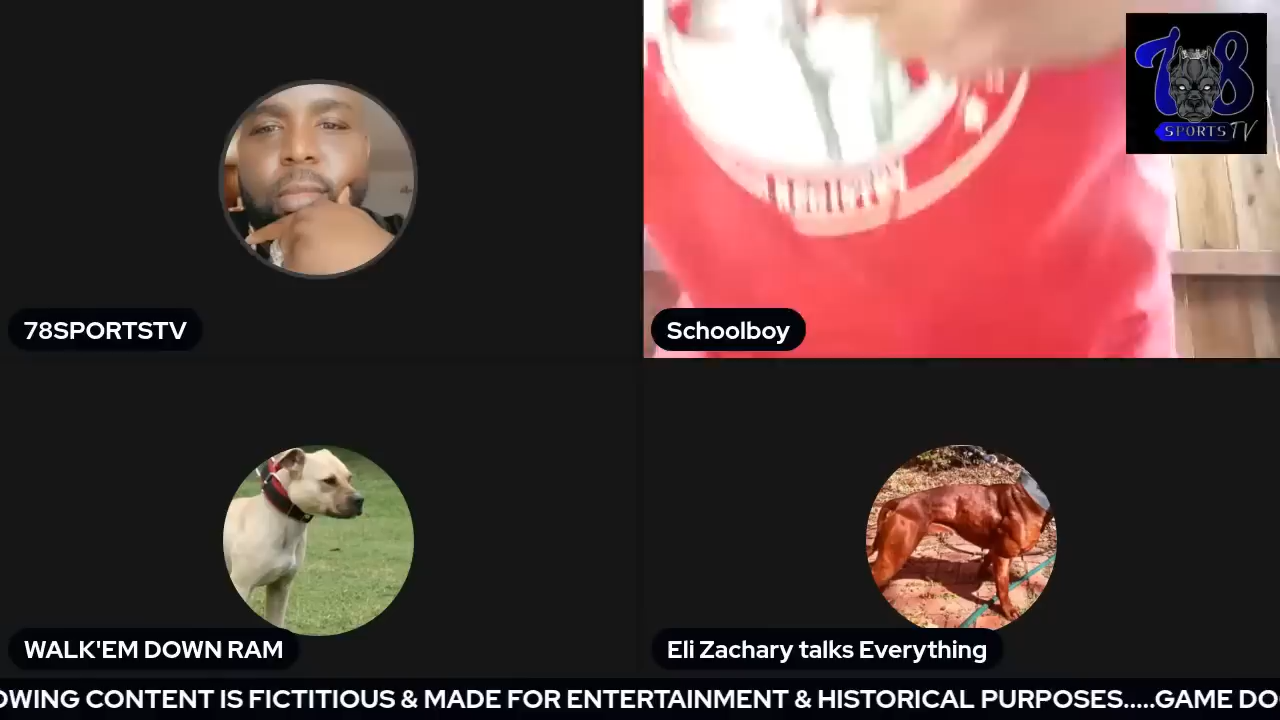 78
SPORTS TV
78SPORTSTV
Schoolboy
WALK'EM DOWN RAM
Eli Zachary talks Everything
OWING CONTENT IS FICTITIOUS & MADE FOR ENTERTAINMENT & HISTORICAL PURPOSES.....GAME DO